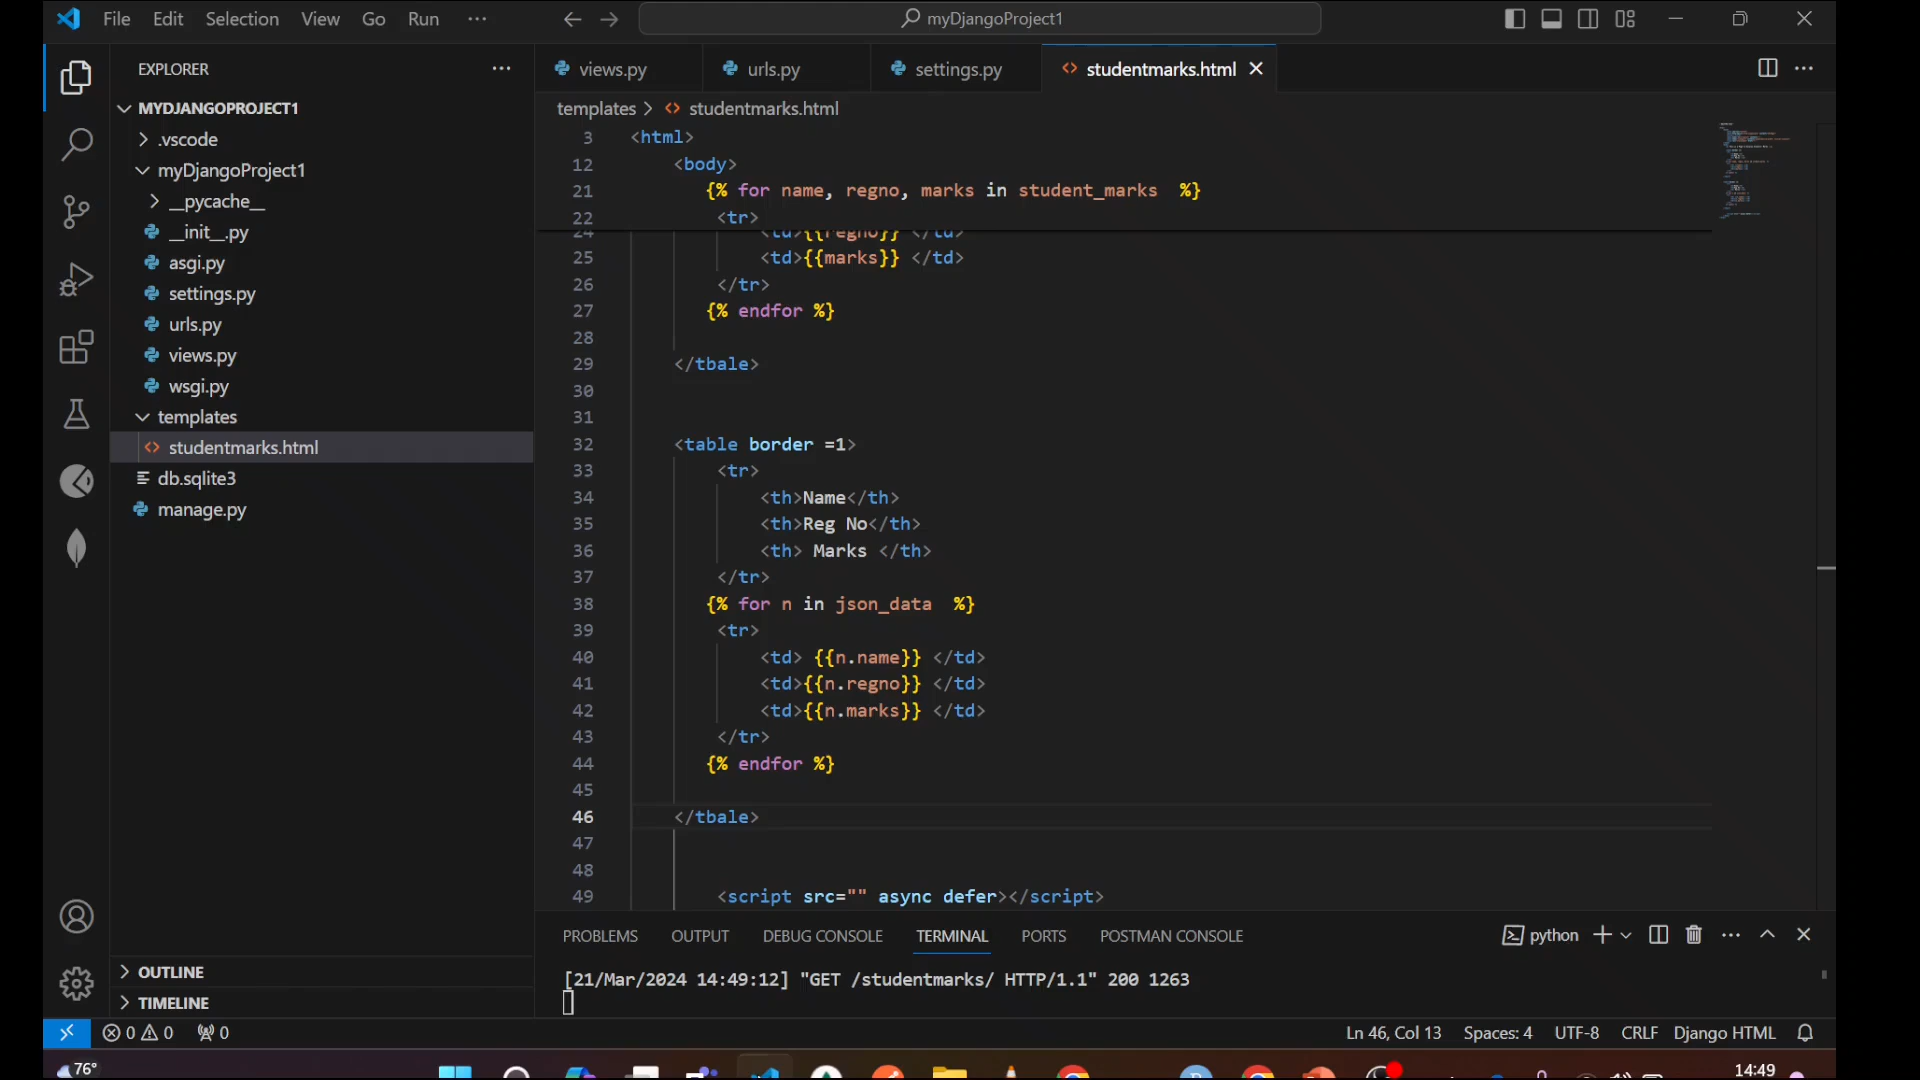 File Edit Selection View Go Run ···
myDjangoProject1
EXPLORER
views.py urls.py settings.py studentmarks.html
MYDJANGOPROJECT1
.vscode
myDjangoProject1
__pycache__
__init__.py
asgi.py
settings.py
urls.py
views.py
wsgi.py
templates
studentmarks.html
db.sqlite3
manage.py
OUTLINE
TIMELINE
templates > studentmarks.html
3 <html>
12 <body>
21 {% for name, regno, marks in student_marks %}
22 <tr>
24 <td>{{regno}} </td>
25 <td>{{marks}} </td>
26 </tr>
27 {% endfor %}
28
29 </tbale>
30
31
32 <table border =1>
33 <tr>
34 <th>Name</th>
35 <th>Reg No</th>
36 <th> Marks </th>
37 </tr>
38 {% for n in json_data %}
39 <tr>
40 <td> {{n.name}} </td>
41 <td>{{n.regno}} </td>
42 <td>{{n.marks}} </td>
43 </tr>
44 {% endfor %}
45
46 </tbale>
47
48
49 <script src="" async defer></script>
PROBLEMS OUTPUT DEBUG CONSOLE TERMINAL PORTS POSTMAN CONSOLE
python
[21/Mar/2024 14:49:12] "GET /studentmarks/ HTTP/1.1" 200 1263
0 0 0
Ln 46, Col 13 Spaces: 4 UTF-8 CRLF Django HTML
76°
14:49